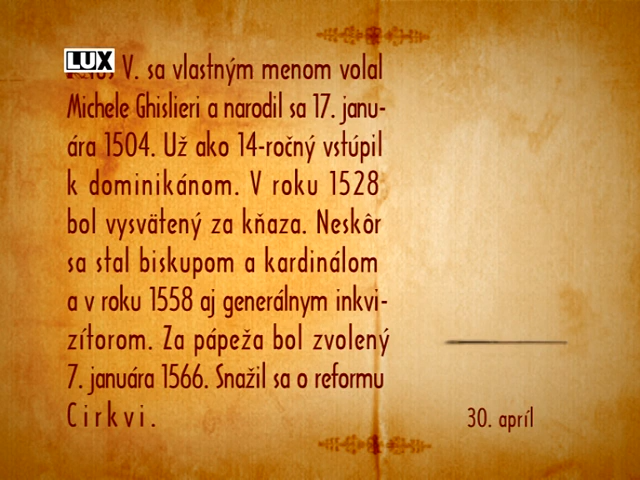 LUX
V. sa vlastným menom volal
Michele Ghislieri a narodil sa 17. janu-
ára 1504. Už ako 14-ročný vstúpil
k dominikánom. V roku 1528
bol vysvätený za kňaza. Neskôr
sa stal biskupom a kardinálom
a v roku 1558 aj generálnym inkvi-
zítorom. Za pápeža bol zvolený
7. januára 1566. Snažil sa o reformu
Cirkvi.
30. apríl